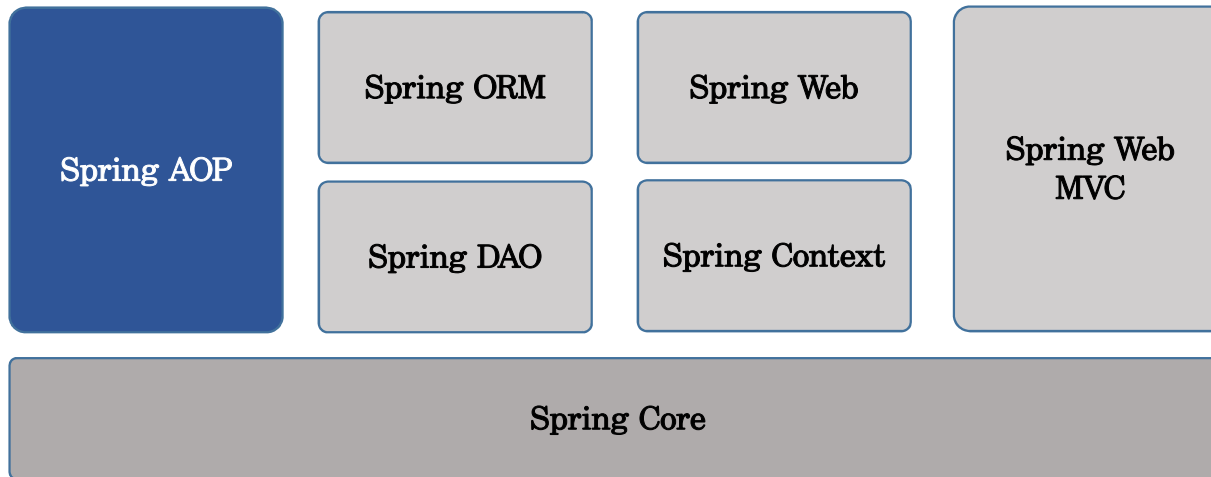 Spring AOP
Spring ORM
Spring DAO
Spring Web
Spring Context
Spring Web
MVC
Spring Core